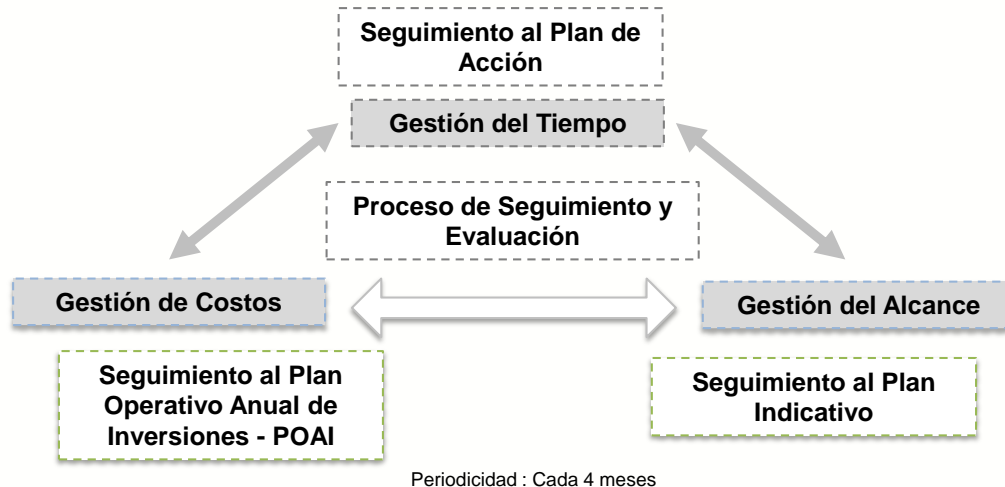 Seguimiento al Plan de
Acción
Gestión del Tiempo
Proceso de Seguimiento y
Evaluación
Gestión de Costos
Gestión del Alcance
Seguimiento al Plan
Operativo Anual de
Inversiones - POAI
Seguimiento al Plan
Indicativo
Periodicidad : Cada 4 meses